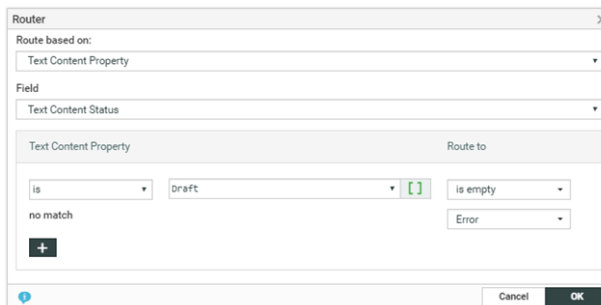 Router
Route based on:
Text Content Property
Field
Text Content Status
Text Content Property Route to
is Draft [] is empty
no match Error
+
Cancel OK